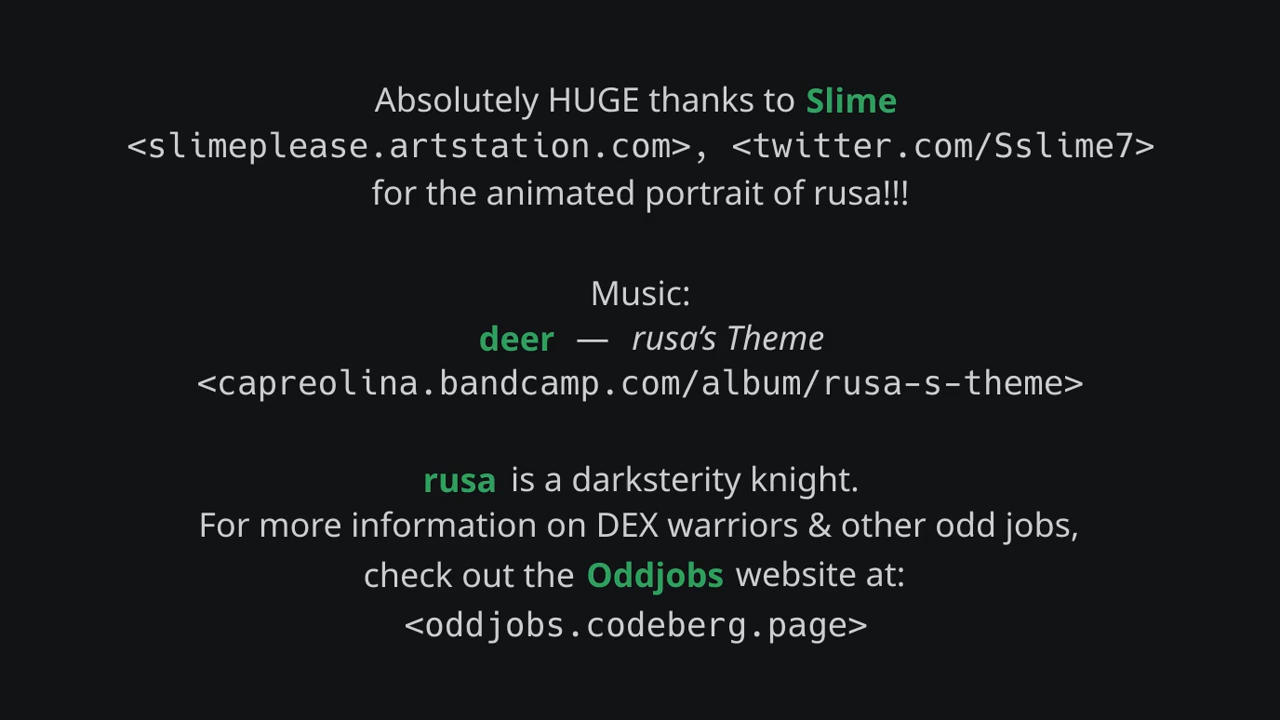 Absolutely HUGE thanks to Slime
<slimeplease.artstation.com>, <twitter.com/Sslime7>
for the animated portrait of rusa!!!
Music:
deer — rusa’s Theme
<capreolina.bandcamp.com/album/rusa-s-theme>
rusa is a darksterity knight.
For more information on DEX warriors & other odd jobs,
check out the Oddjobs website at:
<oddjobs.codeberg.page>